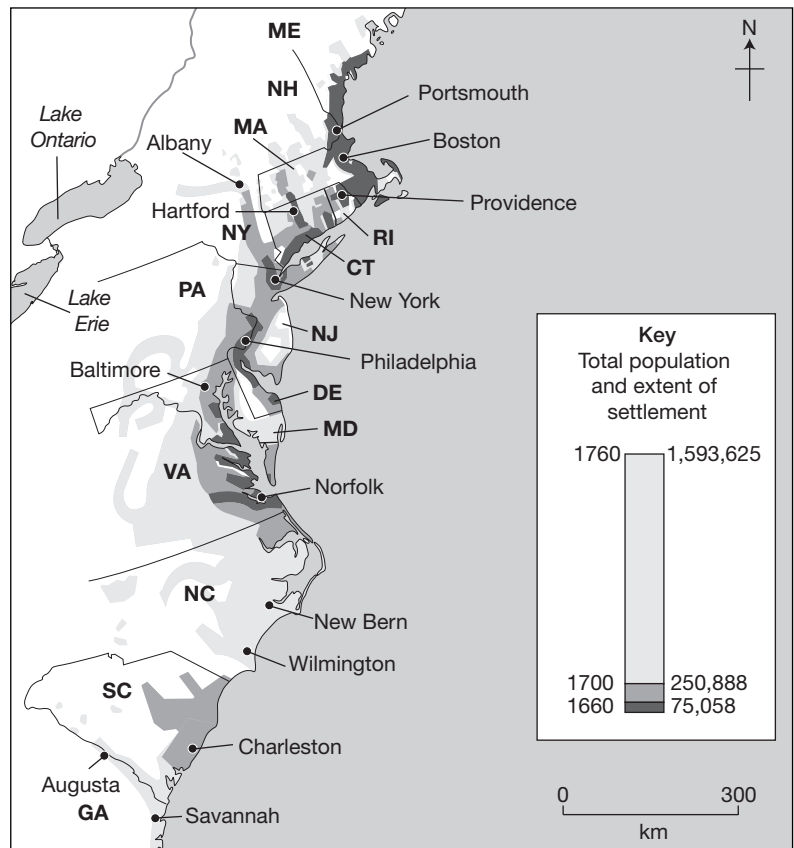 ME
N
NH
Portsmouth
Lake
Ontario
MA
Albany
Boston
Hartford
Providence
NY
RI
CT
PA
Lake
Erie
New York
NJ
Philadelphia
Baltimore
DE
MD
VA
Norfolk
NC
New Bern
Wilmington
SC
Charleston
Augusta
GA
Savannah
Key
Total population
and extent of
settlement
1760 1,593,625
1700 250,888
1660 75,058
0 300
km